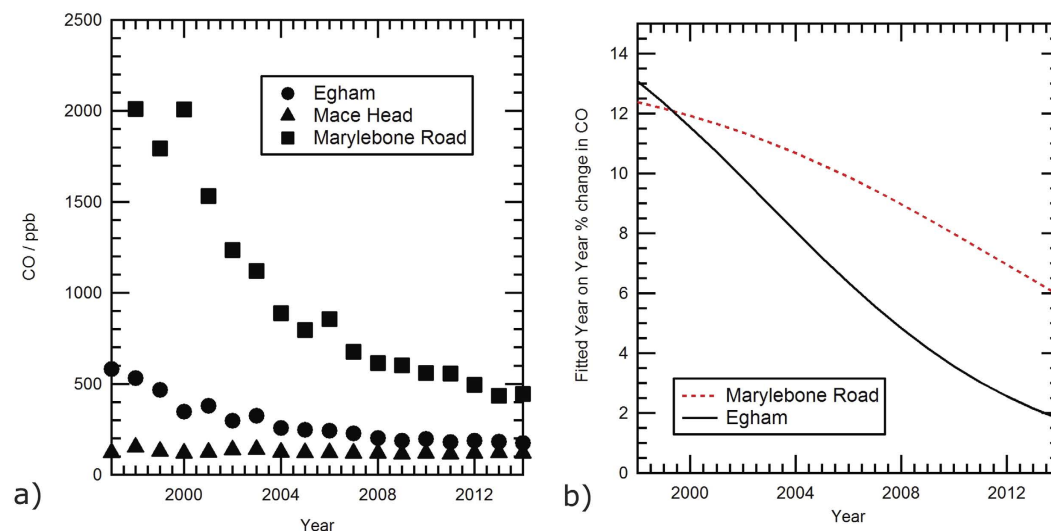 2500
2000
1500
1000
500
0
CO / ppb
Egham
Mace Head
Marylebone Road
2000
2004
2008
2012
Year
a)
14
12
10
8
6
4
2
0
Fitted Year on Year % change in CO
Marylebone Road
Egham
2000
2004
2008
2012
Year
b)